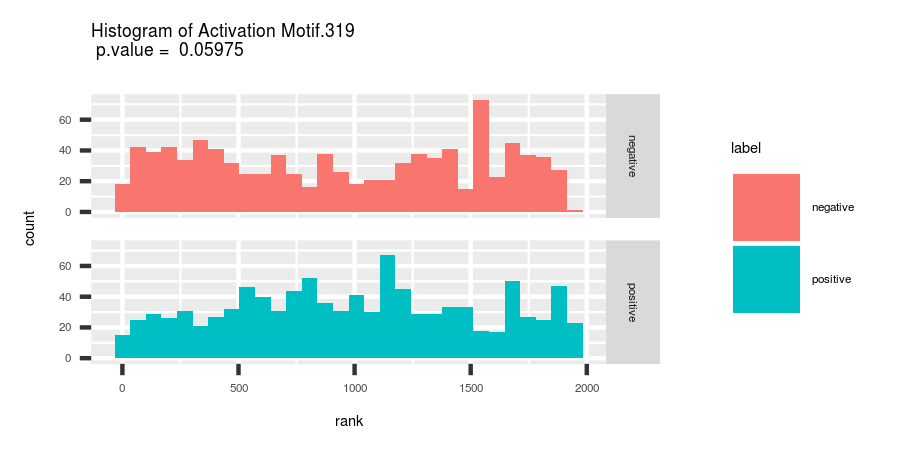 Histogram of Activation Motif.319
p.value = 0.05975
count
60
40
20
0
negative
60
40
20
0
positive
0 500 1000 1500 2000
rank
label
negative
positive